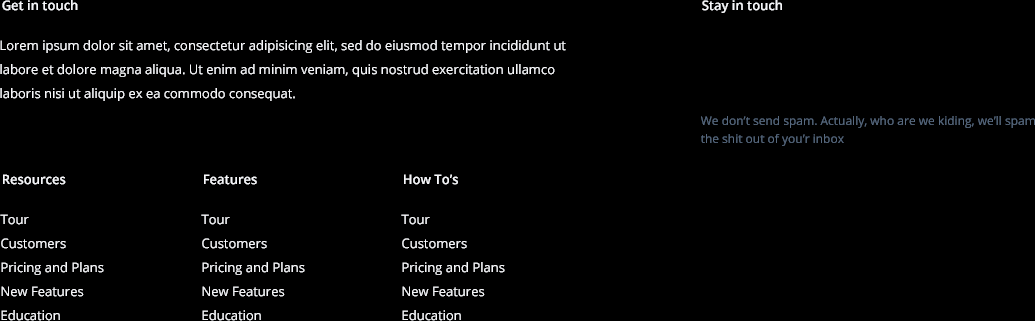 Get in touch
Stay in touch
Lorem ipsum dolor sit amet, consectetur adipisicing elit, sed do eiusmod tempor incididunt ut
labore et dolore magna aliqua. Ut enim ad minim veniam, quis nostrud exercitation ullamco
laboris nisi ut aliquip ex ea commodo consequat.
We don't send spam. Actually, who are we kiding, we'll spam
the shit out of you'r inbox
Resources
Tour
Customers
Pricing and Plans
New Features
Education
Features
Tour
Customers
Pricing and Plans
New Features
Education
How To's
Tour
Customers
Pricing and Plans
New Features
Education